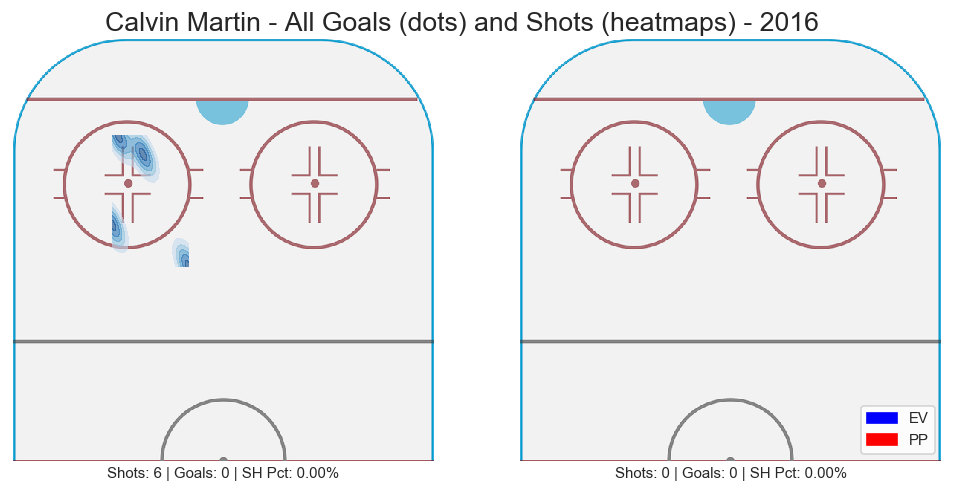 Calvin Martin - All Goals (dots) and Shots (heatmaps) - 2016
EV
PP
Shots: 6 | Goals: 0 | SH Pct: 0.00%
Shots: 0 | Goals: 0 | SH Pct: 0.00%